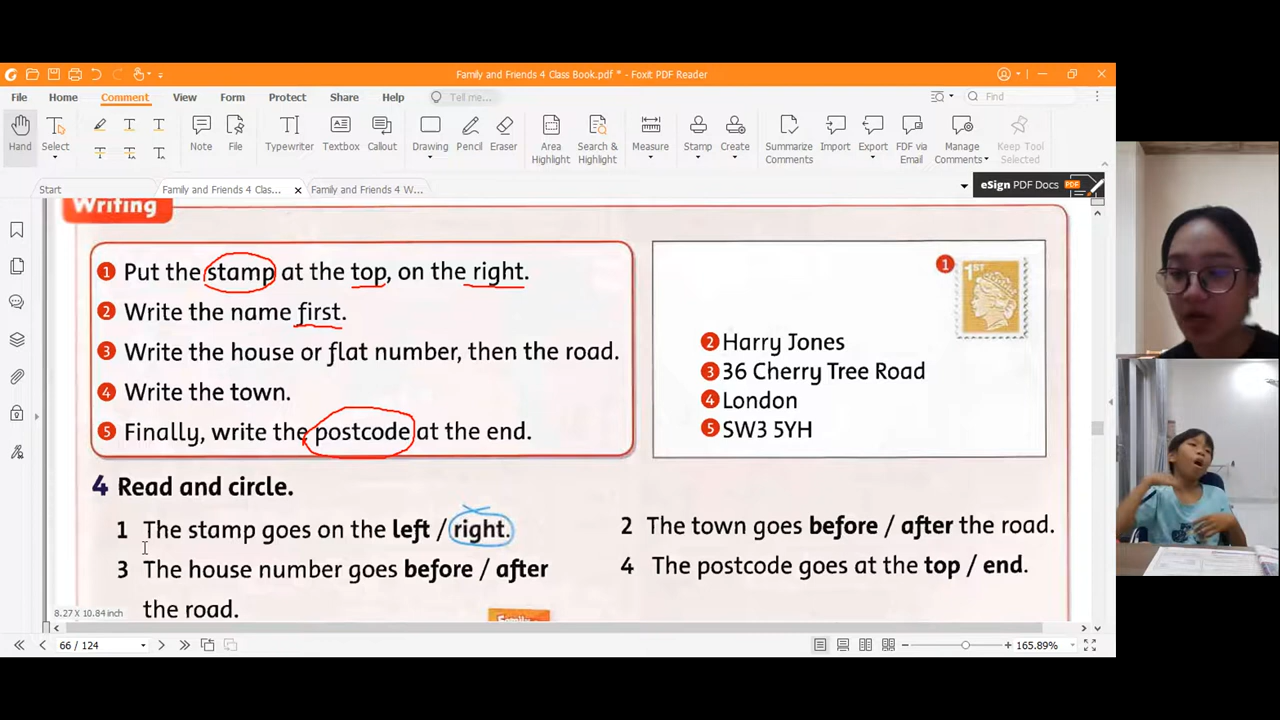 Family and Friends 4 Class Book.pdf * - Foxit PDF Reader
File Home Comment View Form Protect Share Help Tell me... Find
Hand Select Note File Typewriter Textbox Callout Drawing Pencil Eraser Area Highlight Search & Highlight Measure Stamp Create Summarize Comments Import Export FDF via Email Manage Comments Keep Tool Selected
Start Family and Friends 4 Clas... Family and Friends 4 W... eSign PDF Docs PDF
Writing
1 Put the stamp at the top, on the right.
2 Write the name first.
3 Write the house or flat number, then the road.
4 Write the town.
5 Finally, write the postcode at the end.
1 1ST
2 Harry Jones
3 36 Cherry Tree Road
4 London
5 SW3 5YH
4 Read and circle.
1 The stamp goes on the left / right.
2 The town goes before / after the road.
3 The house number goes before / after
the road.
4 The postcode goes at the top / end.
8.27 X 10.84 inch
66 / 124 165.89%